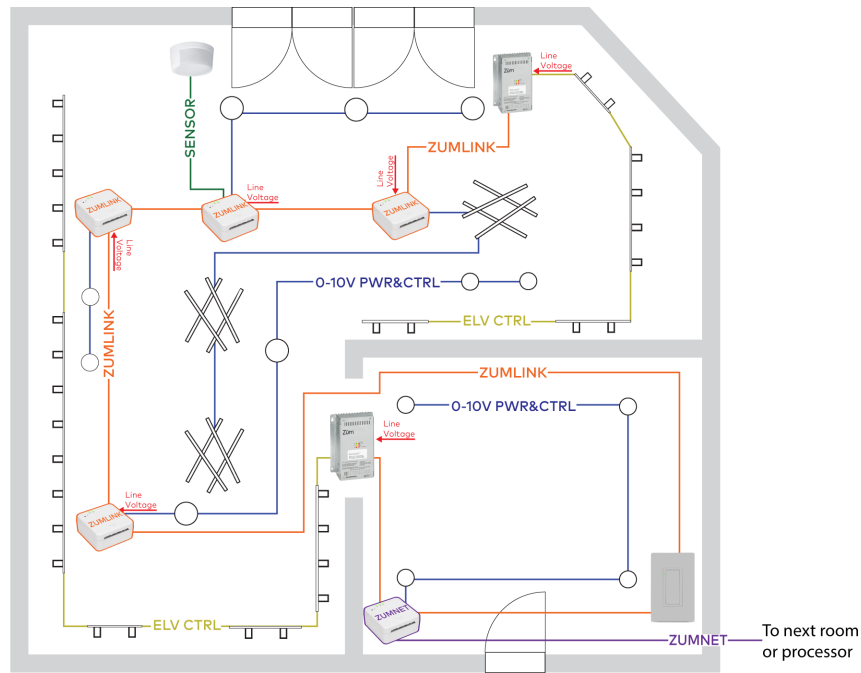 Line
Voltage
Zūm
SENSOR
ZUMLINK
Line
Voltage
Line
Voltage
ZUMLINK
ZUMLINK
ZUMLINK
Line
Voltage
0-10V PWR&CTRL
ELV CTRL
ZUMLINK
ZUMLINK
0-10V PWR&CTRL
Zūm
Line
Voltage
Line
Voltage
ZUMLINK
ZUMNET
ELV CTRL
ZUMNET
To next room
or processor